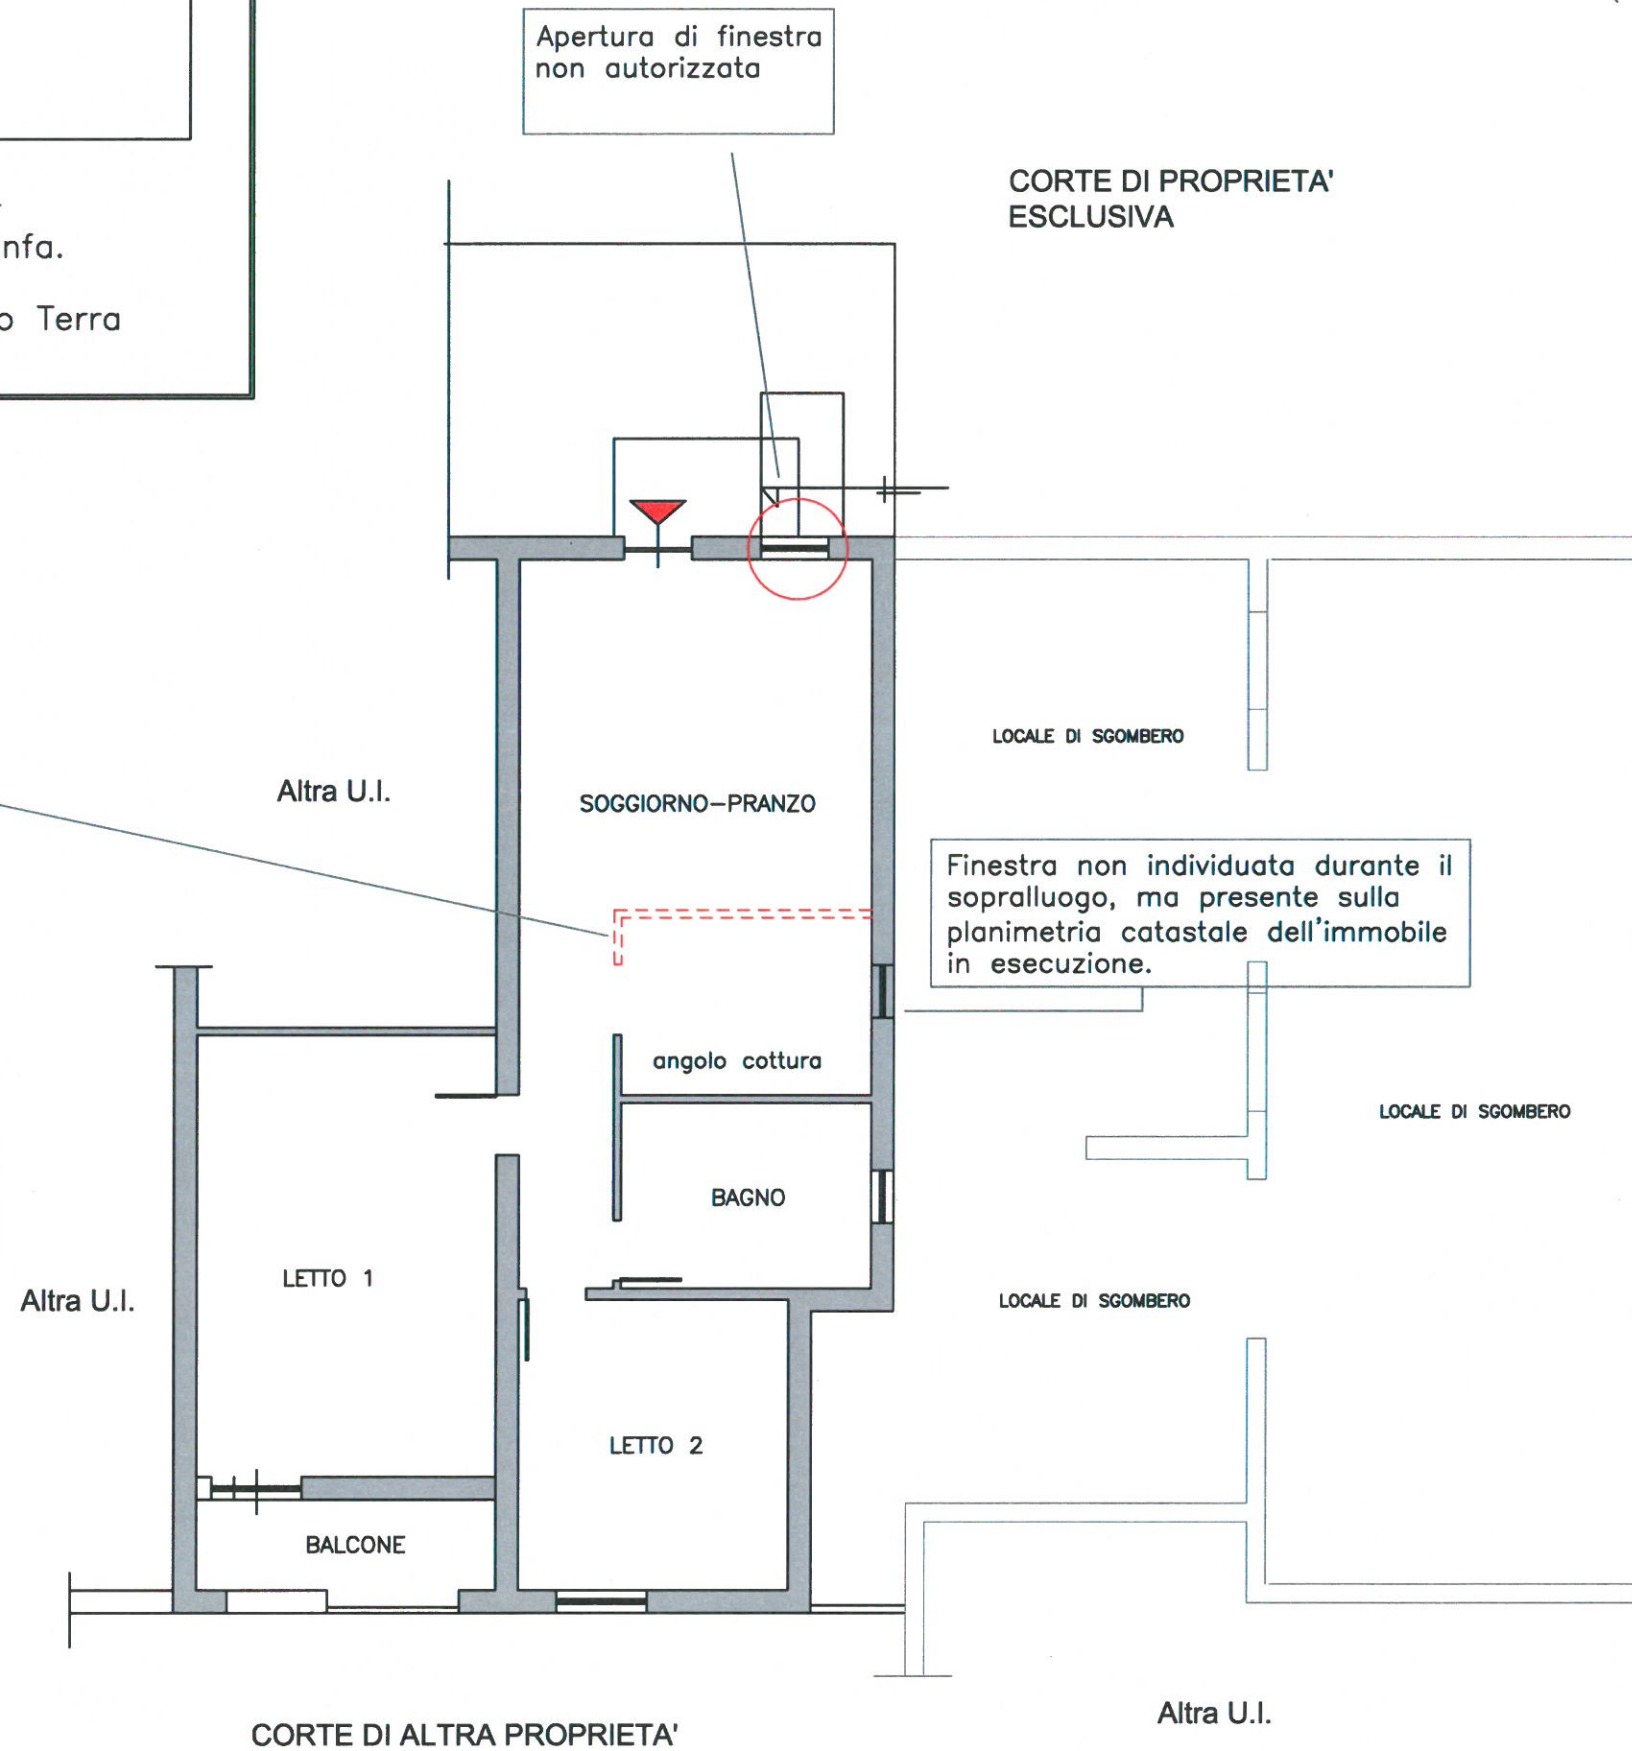 Apertura di finestra
non autorizzata
CORTE DI PROPRIETA'
ESCLUSIVA
nfa.
o Terra
Altra U.I.
SOGGIORNO-PRANZO
LOCALE DI SGOMBERO
Finestra non individuata durante il
sopralluogo, ma presente sulla
planimetria catastale dell'immobile
in esecuzione.
angolo cottura
LOCALE DI SGOMBERO
BAGNO
LETTO 1
Altra U.I.
LOCALE DI SGOMBERO
LETTO 2
BALCONE
Altra U.I.
CORTE DI ALTRA PROPRIETA'